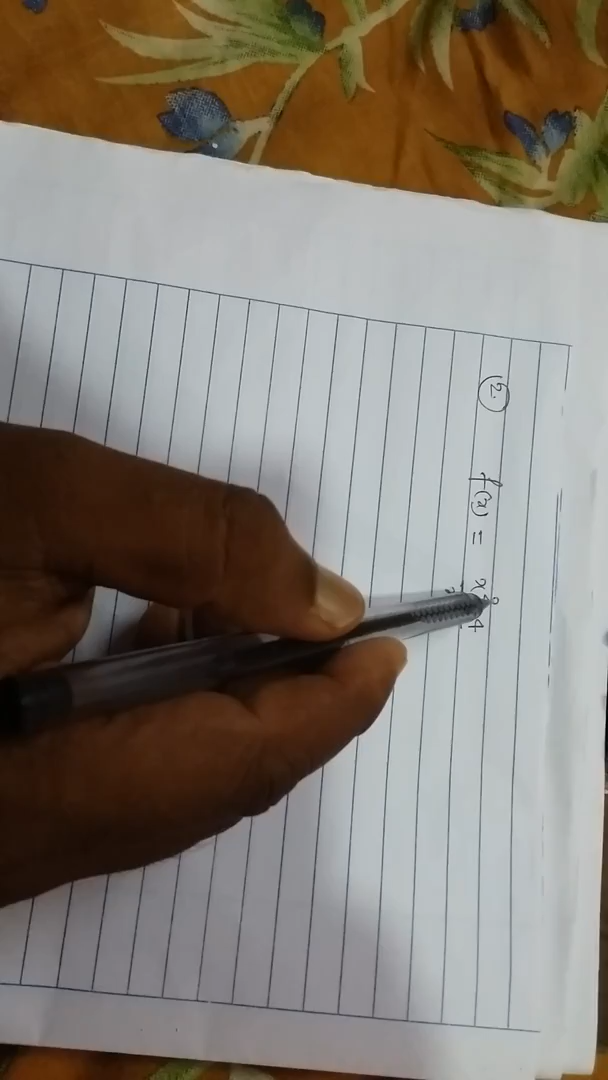 2. f(x) = x² 4